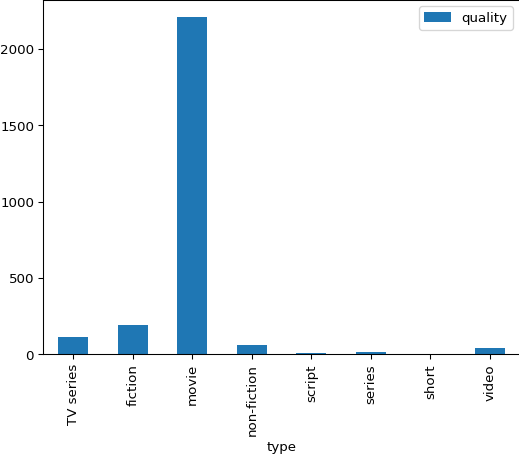 quality
2000
1500
1000
500
0
TV series
fiction
movie
non-fiction
script
series
short
video
type